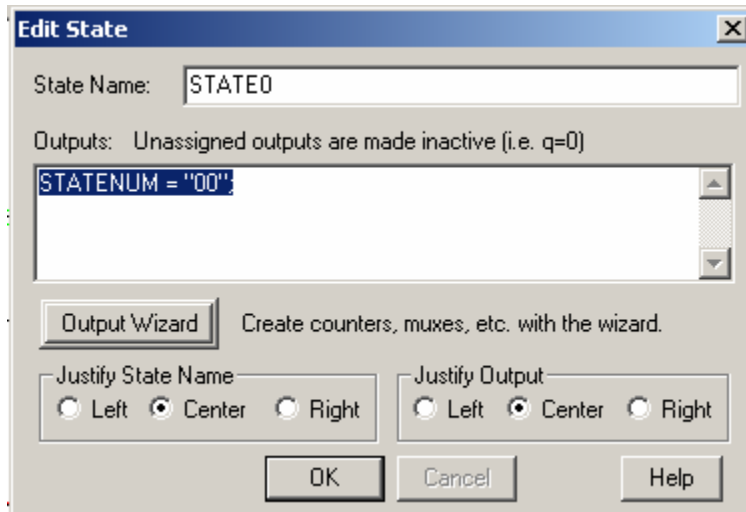 Edit State
State Name: STATE0
Outputs: Unassigned outputs are made inactive (i.e. q=0)
STATENUM = "00";
Output Wizard Create counters, muxes, etc. with the wizard.
Justify State Name Justify Output
Left Center Right Left Center Right
OK Cancel Help